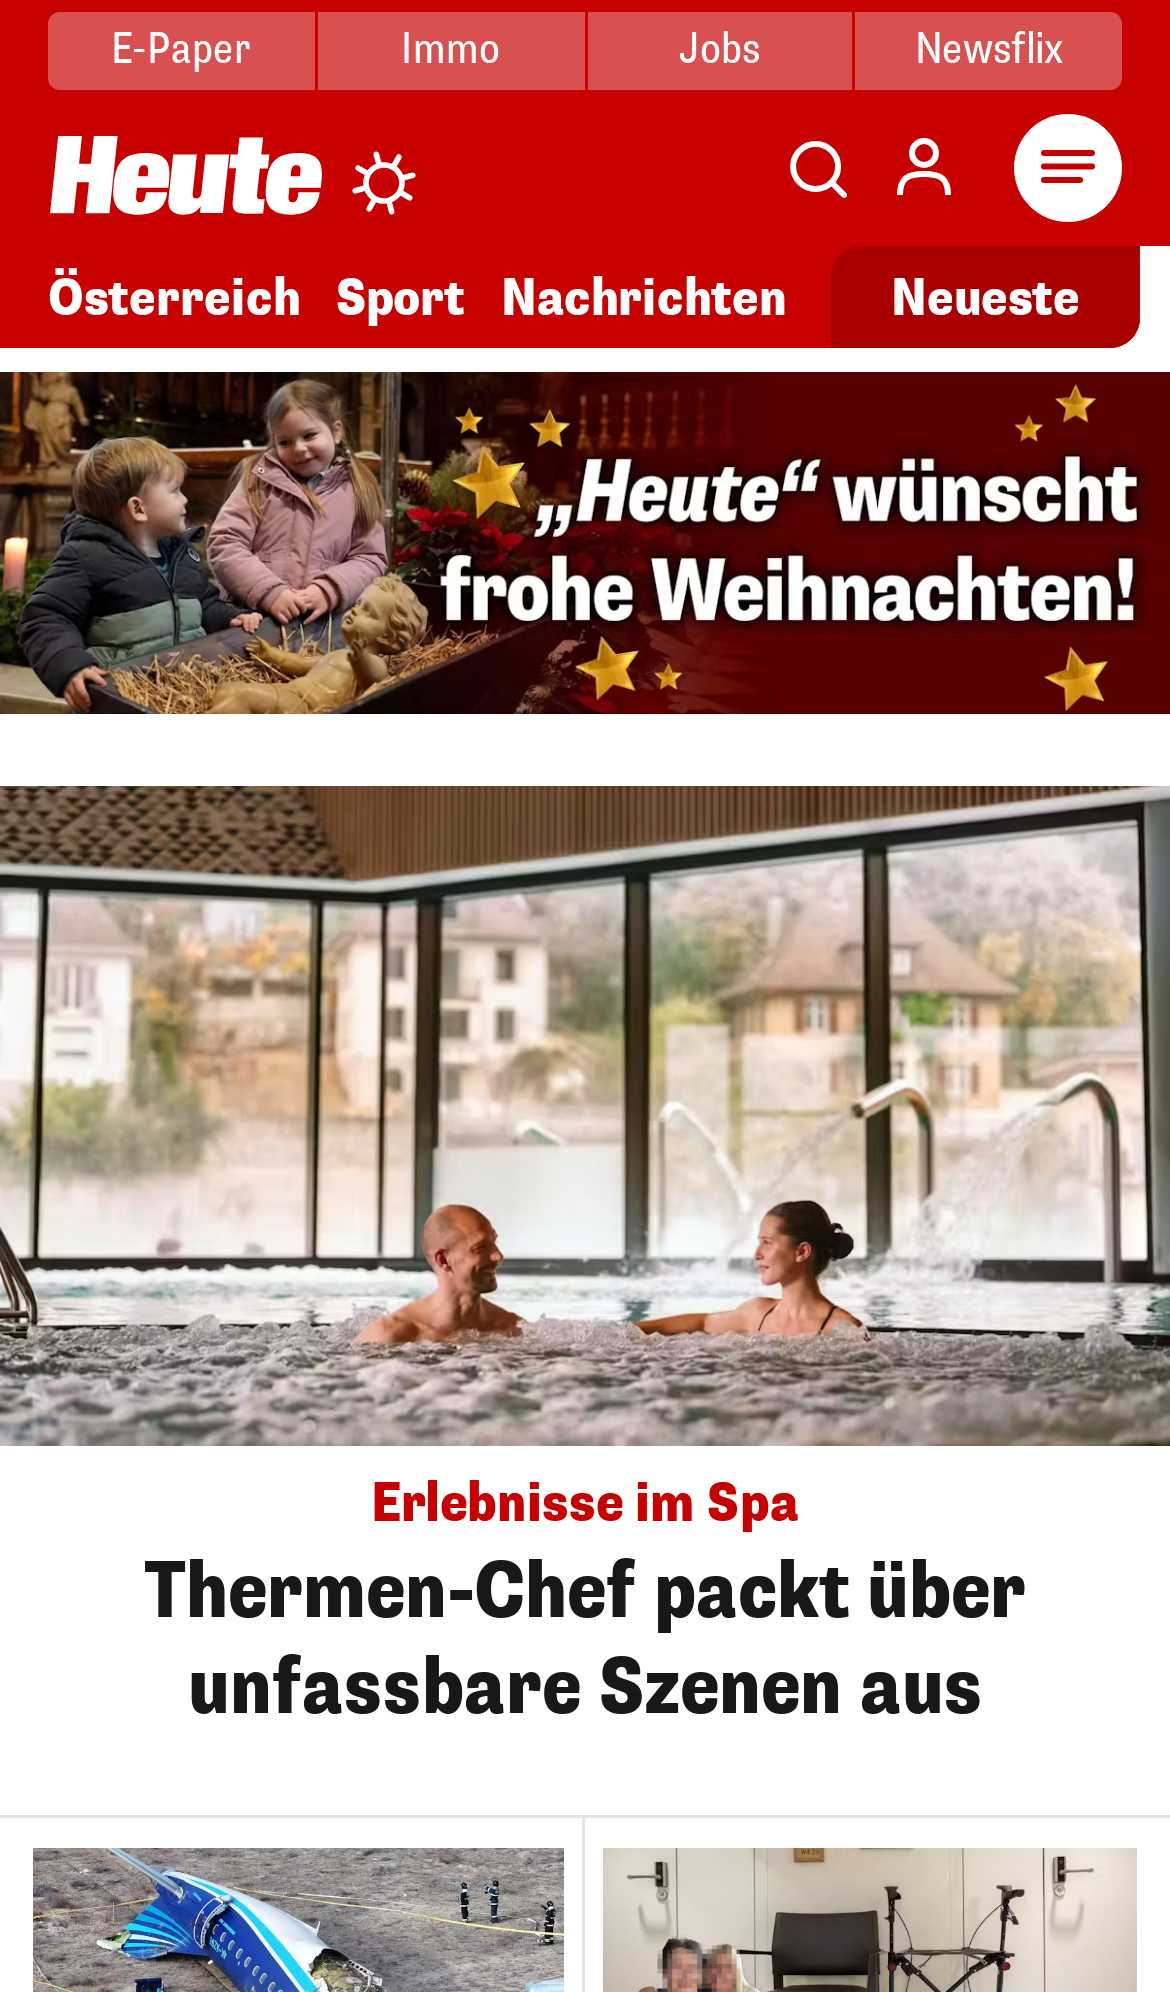 E-Paper
Immo
Jobs
Newsflix
Heute
Österreich
Sport
Nachrichten
Neueste
„Heute“ wünscht
frohe Weihnachten!
Erlebnisse im Spa
Thermen-Chef packt über
unfassbare Szenen aus